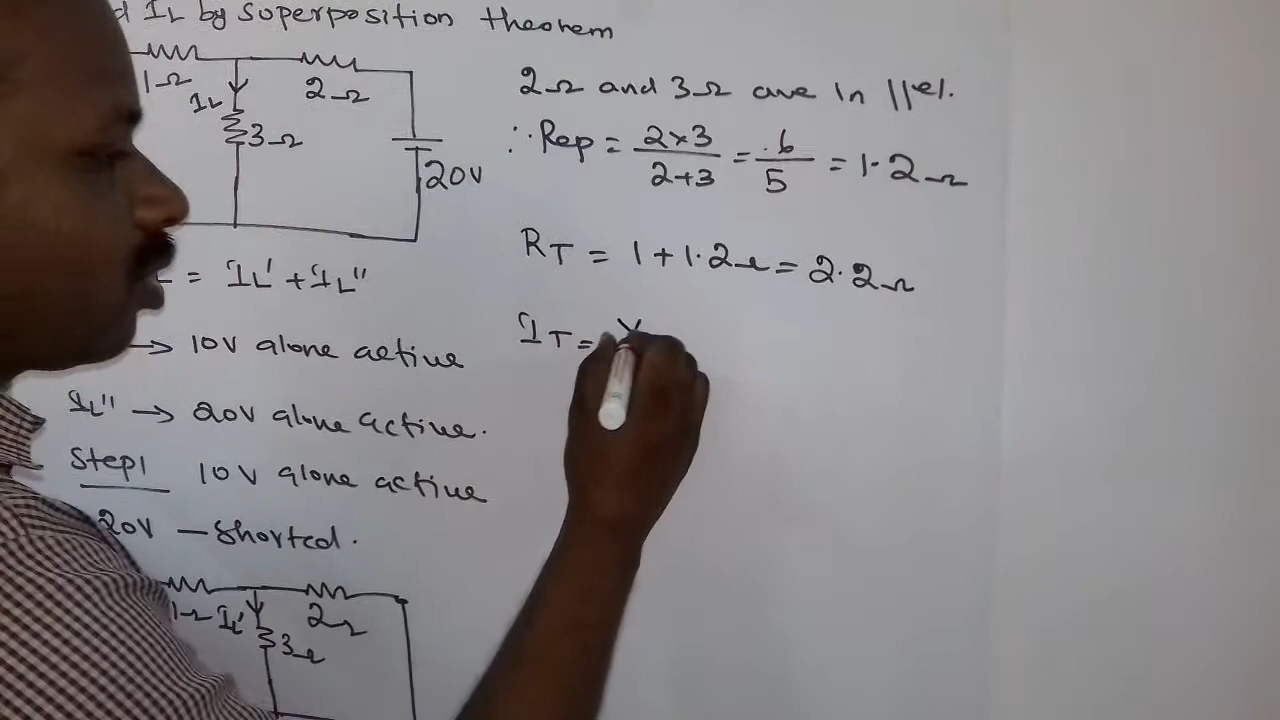 IL by superposition theorem
1Ω
2Ω
IL
3Ω
20V
= IL' + IL''
→ 10V alone active
IL'' → 20V alone active.
Step1 10V alone active
20V - Shorted.
1Ω
IL'
2Ω
3Ω
2Ω and 3Ω are in ||el.
∴ Rep = 2×3 / 2+3 = 6 / 5 = 1.2Ω
RT = 1 + 1.2Ω = 2.2Ω
IT = V